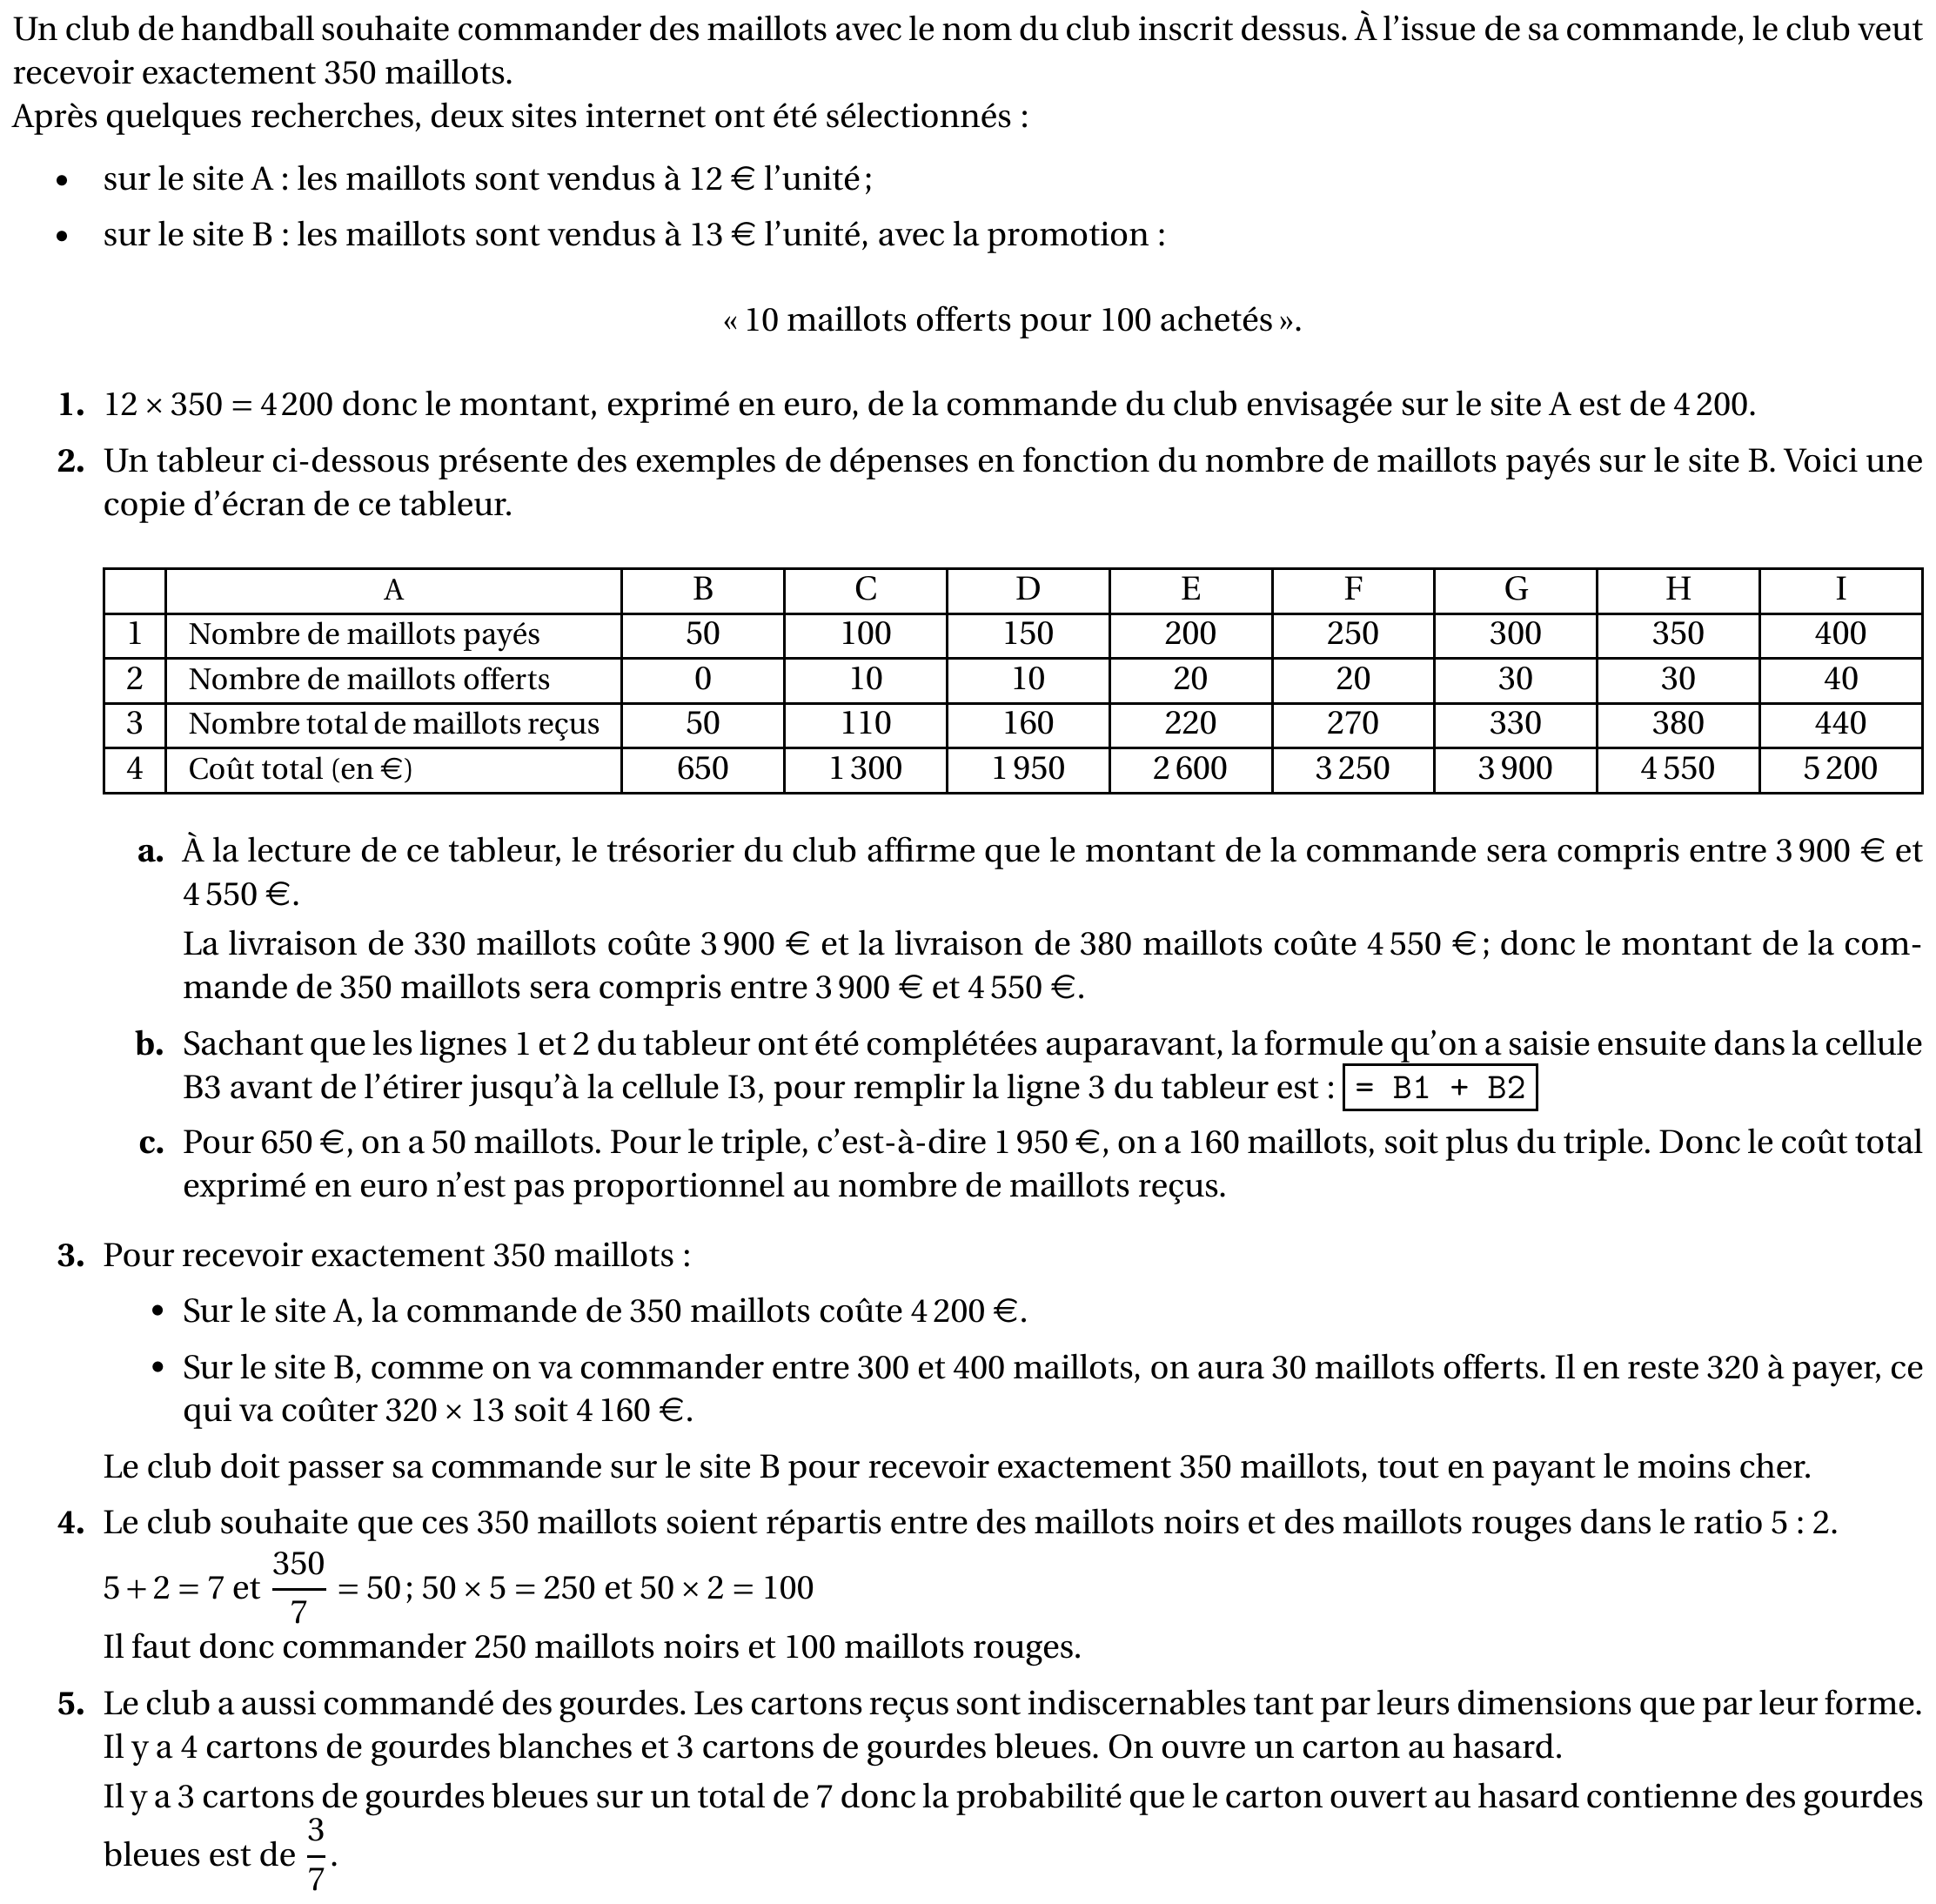 Un club de handball souhaite commander des maillots avec le nom du club inscrit dessus. À l'issue de sa commande, le club veut
recevoir exactement 350 maillots.
Après quelques recherches, deux sites internet ont été sélectionnés :
• sur le site A : les maillots sont vendus à 12 € l'unité;
• sur le site B : les maillots sont vendus à 13 € l'unité, avec la promotion :
« 10 maillots offerts pour 100 achetés ».
1. 12 × 350 = 4 200 donc le montant, exprimé en euro, de la commande du club envisagée sur le site A est de 4 200.
2. Un tableur ci-dessous présente des exemples de dépenses en fonction du nombre de maillots payés sur le site B. Voici une
copie d'écran de ce tableur.
A B C D E F G H I
1 Nombre de maillots payés 50 100 150 200 250 300 350 400
2 Nombre de maillots offerts 0 10 10 20 20 30 30 40
3 Nombre total de maillots reçus 50 110 160 220 270 330 380 440
4 Coût total (en €) 650 1 300 1 950 2 600 3 250 3 900 4 550 5 200
a. À la lecture de ce tableur, le trésorier du club affirme que le montant de la commande sera compris entre 3 900 € et
4 550 €.
La livraison de 330 maillots coûte 3 900 € et la livraison de 380 maillots coûte 4 550 €; donc le montant de la com-
mande de 350 maillots sera compris entre 3 900 € et 4 550 €.
b. Sachant que les lignes 1 et 2 du tableur ont été complétées auparavant, la formule qu'on a saisie ensuite dans la cellule
B3 avant de l'étirer jusqu'à la cellule I3, pour remplir la ligne 3 du tableur est : = B1 + B2
c. Pour 650 €, on a 50 maillots. Pour le triple, c'est-à-dire 1 950 €, on a 160 maillots, soit plus du triple. Donc le coût total
exprimé en euro n'est pas proportionnel au nombre de maillots reçus.
3. Pour recevoir exactement 350 maillots :
• Sur le site A, la commande de 350 maillots coûte 4 200 €.
• Sur le site B, comme on va commander entre 300 et 400 maillots, on aura 30 maillots offerts. Il en reste 320 à payer, ce
qui va coûter 320 × 13 soit 4 160 €.
Le club doit passer sa commande sur le site B pour recevoir exactement 350 maillots, tout en payant le moins cher.
4. Le club souhaite que ces 350 maillots soient répartis entre des maillots noirs et des maillots rouges dans le ratio 5 : 2.
5 + 2 = 7 et 350/7 = 50; 50 × 5 = 250 et 50 × 2 = 100
Il faut donc commander 250 maillots noirs et 100 maillots rouges.
5. Le club a aussi commandé des gourdes. Les cartons reçus sont indiscernables tant par leurs dimensions que par leur forme.
Il y a 4 cartons de gourdes blanches et 3 cartons de gourdes bleues. On ouvre un carton au hasard.
Il y a 3 cartons de gourdes bleues sur un total de 7 donc la probabilité que le carton ouvert au hasard contienne des gourdes
bleues est de 3/7.